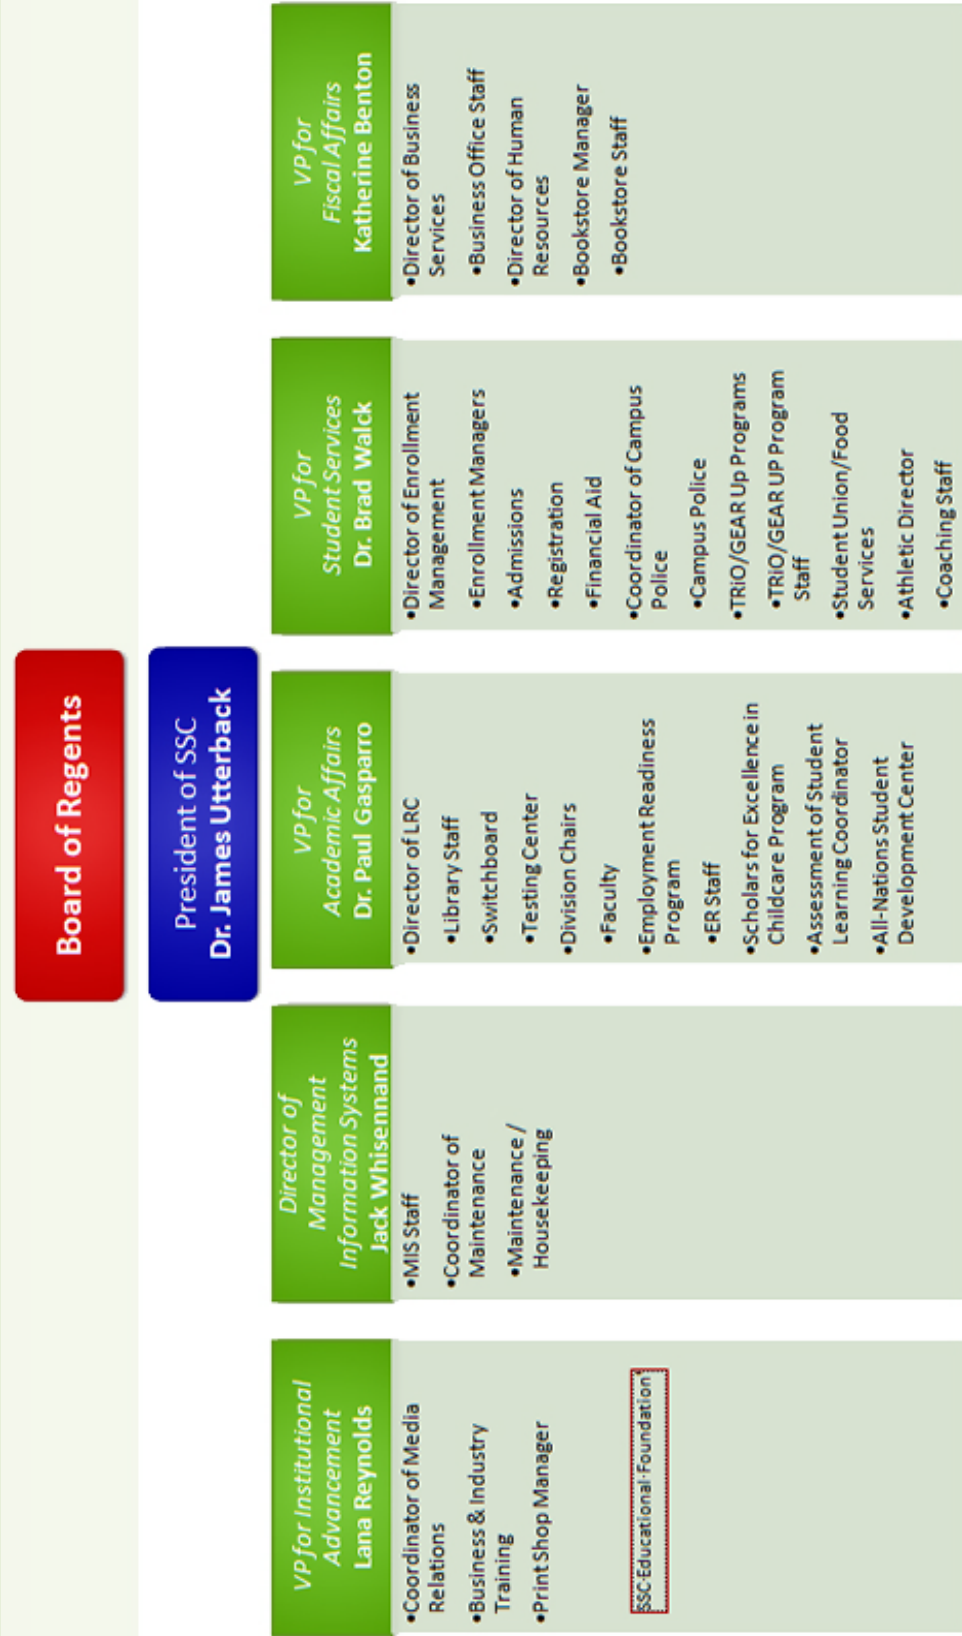 Board of Regents
President of SSC
Dr. James Utterback
VP for Institutional
Advancement
Lana Reynolds
•Coordinator of Media
Relations
•Business & Industry
Training
•Print Shop Manager
SSC Educational Foundation
Director of
Management
Information Systems
Jack Whisennand
•MIS Staff
•Coordinator of
Maintenance
•Maintenance /
Housekeeping
VP for
Academic Affairs
Dr. Paul Gasparro
•Director of LRC
•Library Staff
•Switchboard
•Testing Center
•Division Chairs
•Faculty
•Employment Readiness
Program
•ER Staff
•Scholars for Excellence in
Childcare Program
•Assessment of Student
Learning Coordinator
•All-Nations Student
Development Center
VP for
Student Services
Dr. Brad Walck
•Director of Enrollment
Management
•Enrollment Managers
•Admissions
•Registration
•Financial Aid
•Coordinator of Campus
Police
•Campus Police
•TRiO/GEAR Up Programs
•TRiO/GEAR UP Program
Staff
•Student Union/Food
Services
•Athletic Director
•Coaching Staff
VP for
Fiscal Affairs
Katherine Benton
•Director of Business
Services
•Business Office Staff
•Director of Human
Resources
•Bookstore Manager
•Bookstore Staff